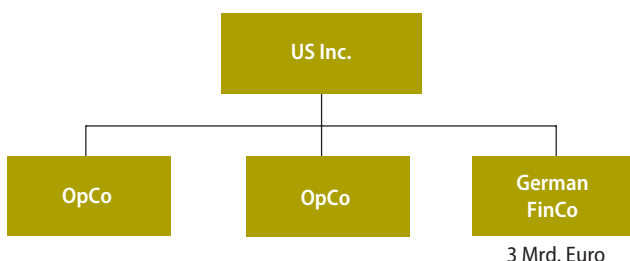 US Inc.
OpCo
OpCo
German
FinCo
3 Mrd. Euro